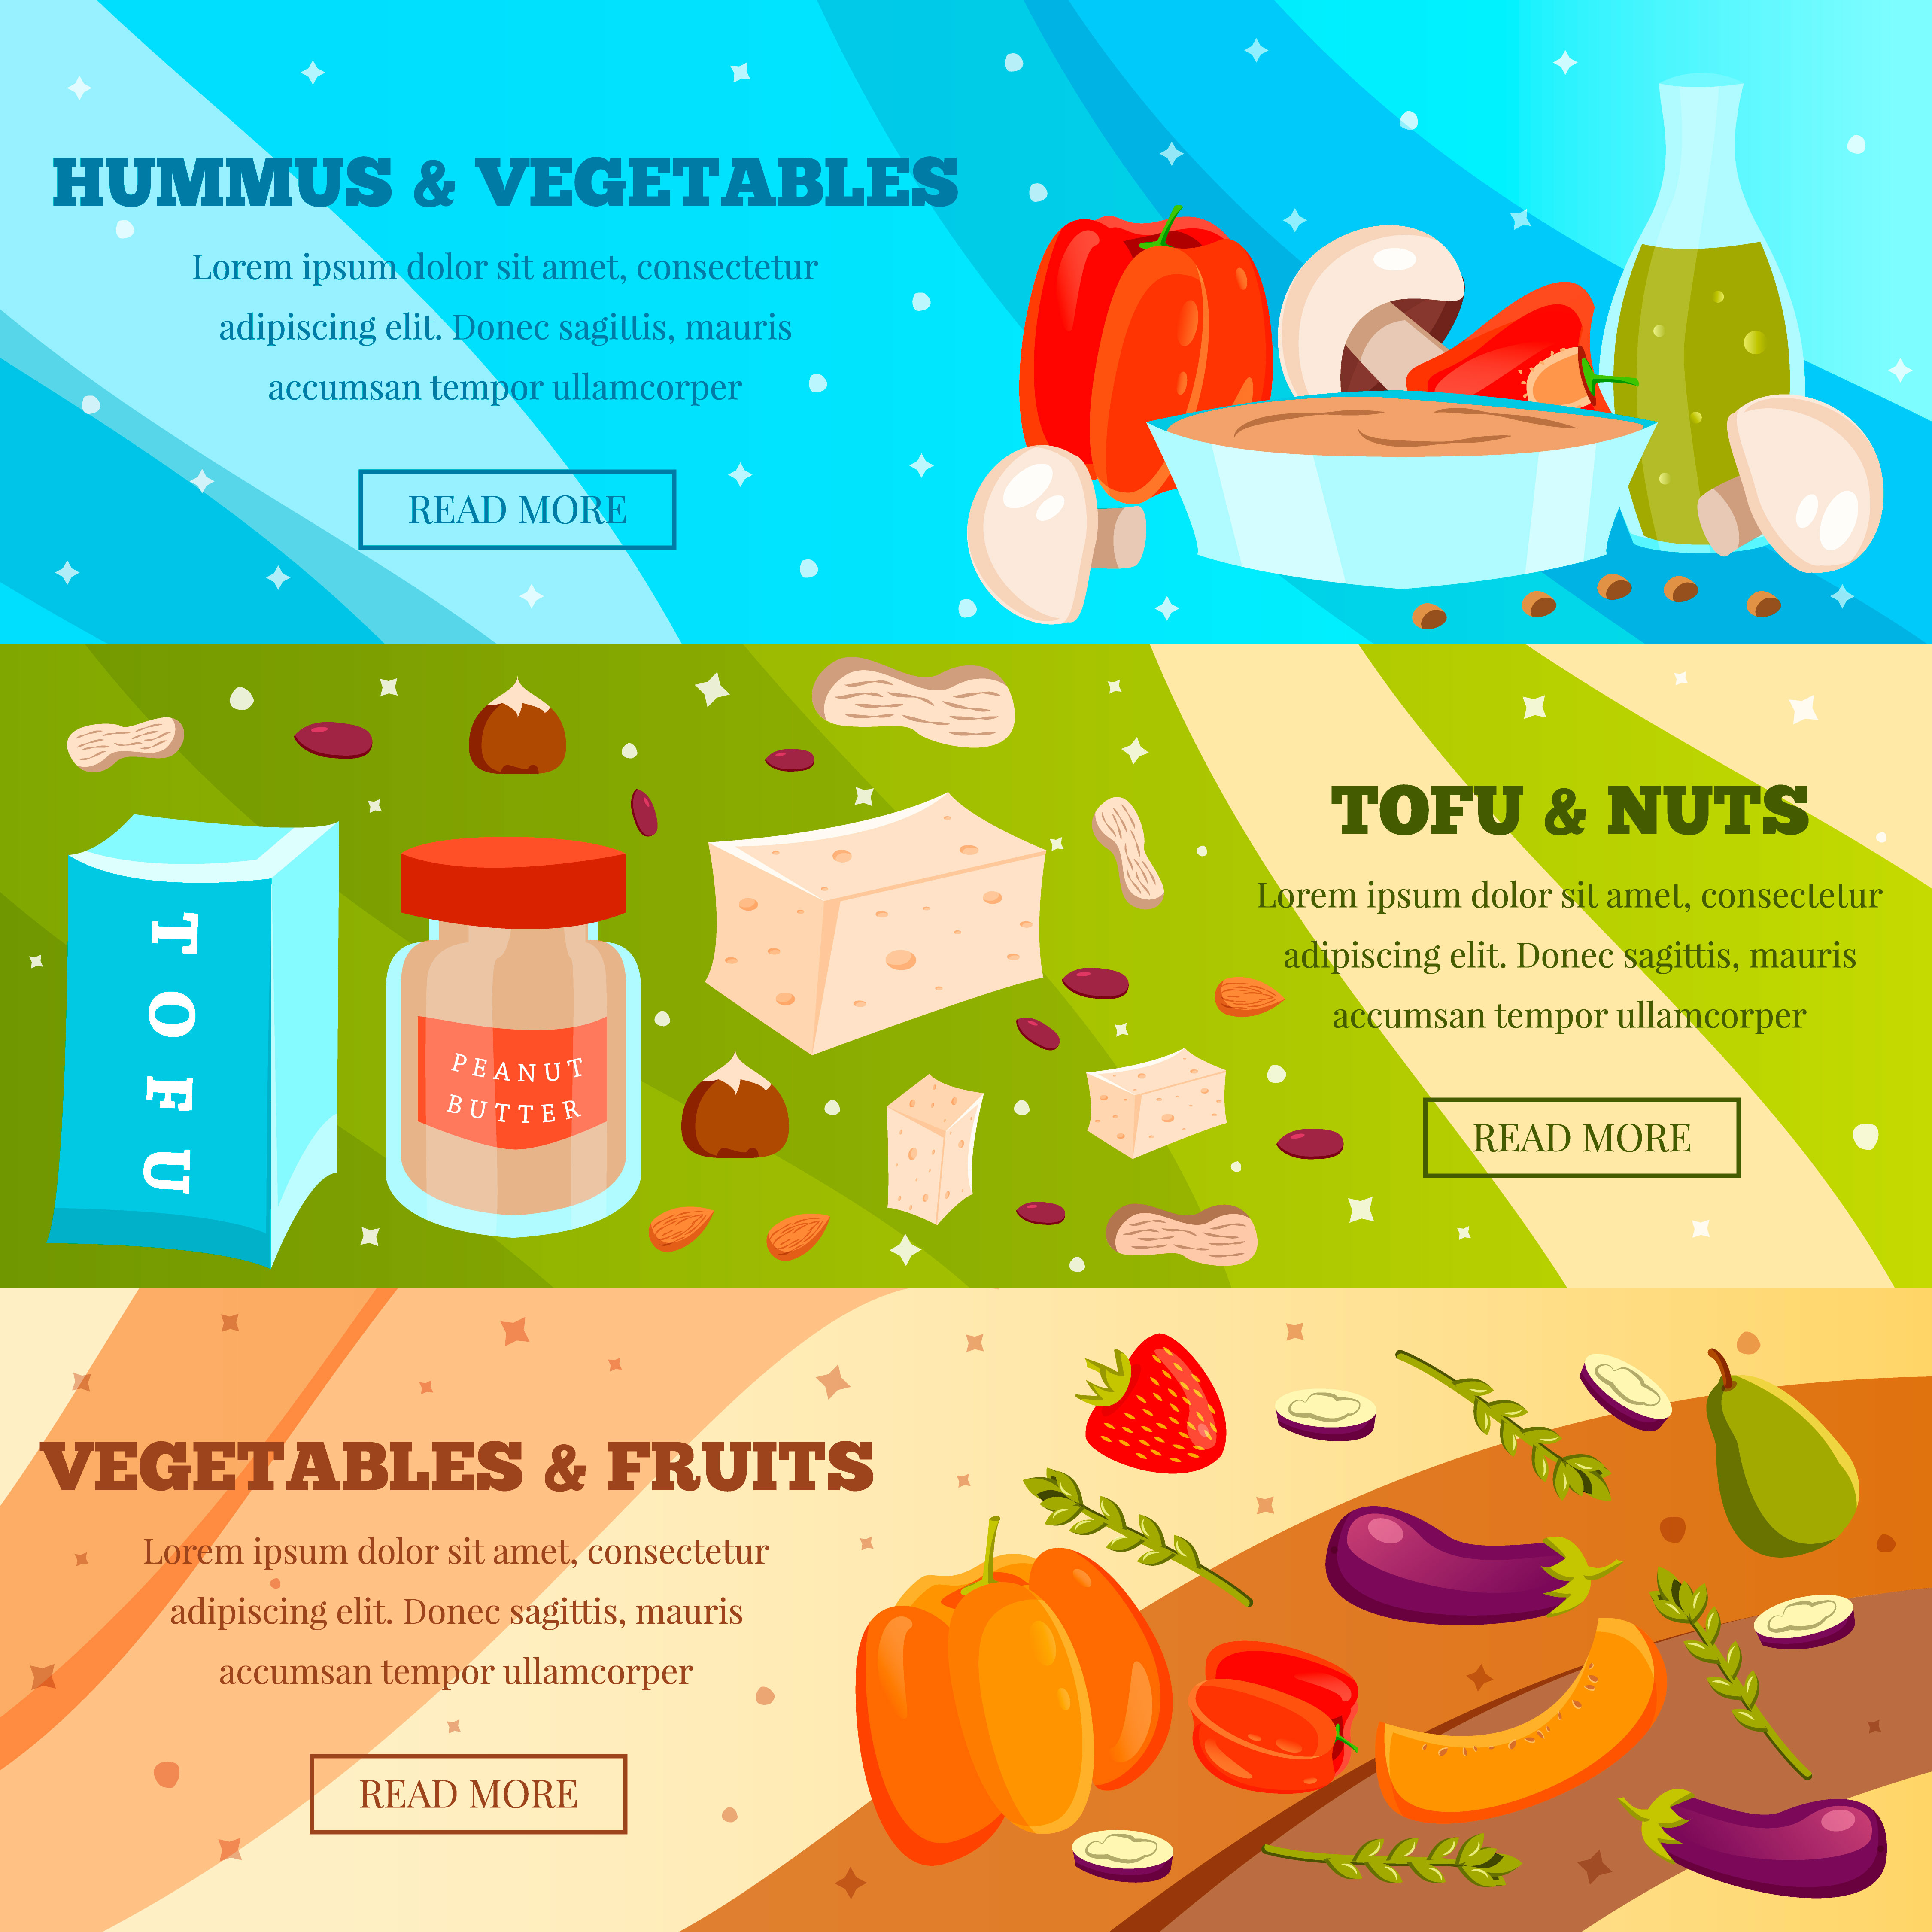 HUMMUS & VEGETABLES
Lorem ipsum dolor sit amet, consectetur
adipiscing elit. Donec sagittis, mauris
accumsan tempor ullamcorper
READ MORE
TOFU
PEANUT
BUTTER
TOFU & NUTS
Lorem ipsum dolor sit amet, consectetur
adipiscing elit. Donec sagittis, mauris
accumsan tempor ullamcorper
READ MORE
VEGETABLES & FRUITS
Lorem ipsum dolor sit amet, consectetur
adipiscing elit. Donec sagittis, mauris
accumsan tempor ullamcorper
READ MORE